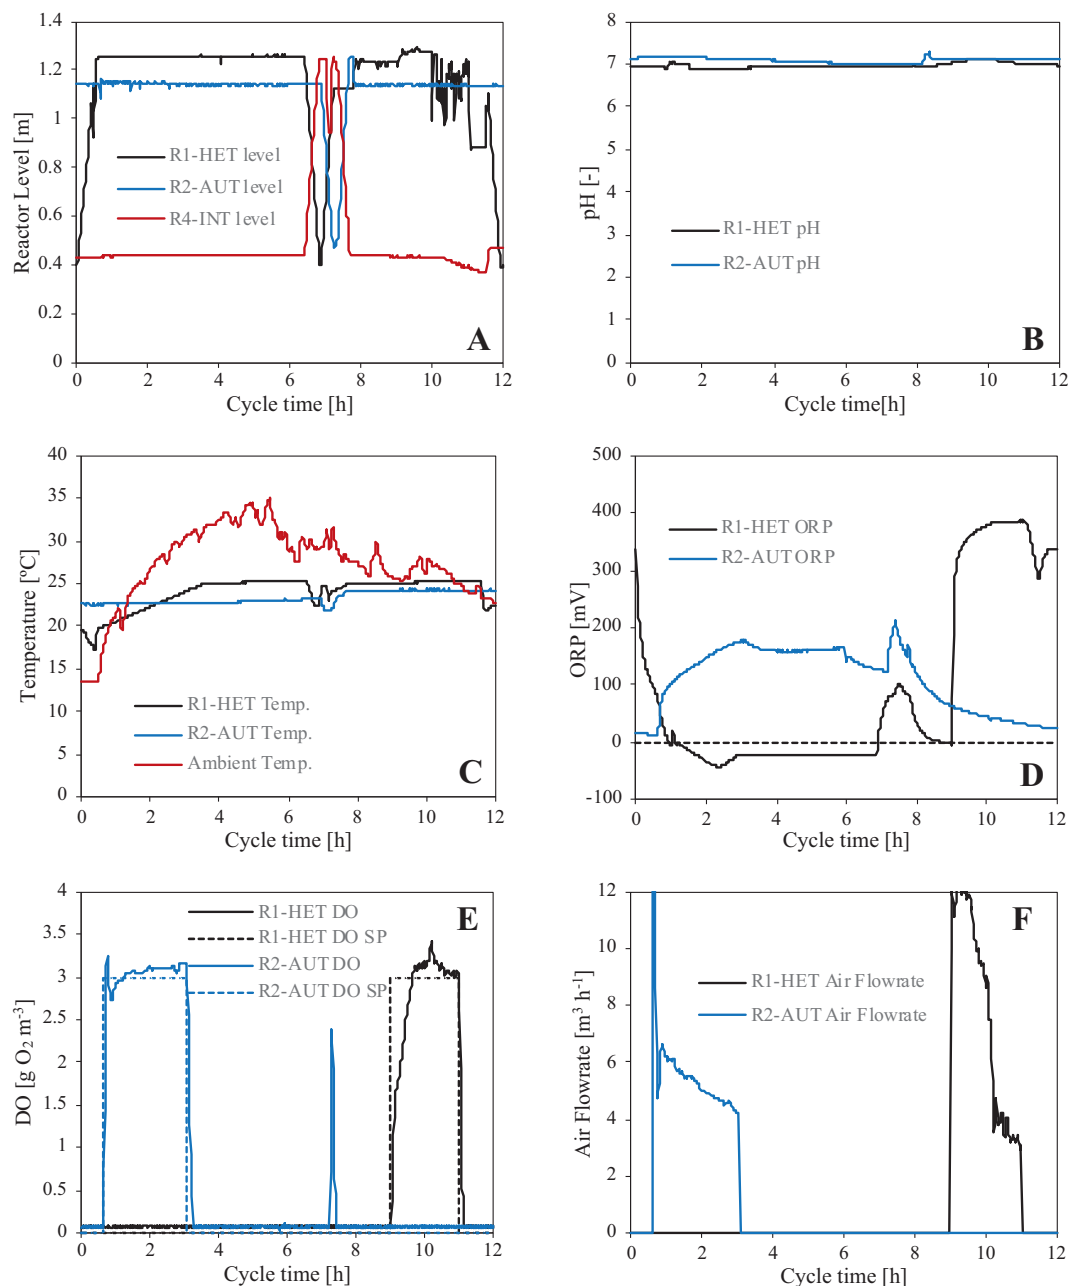 1.4
1.2
1
0.8
0.6
0.4
0.2
0
Reactor Level [m]
R1-HET level
R2-AUT level
R4-INT level
A
0 2 4 6 8 10 12
Cycle time [h]
8
7
6
5
4
3
2
1
0
pH [-]
R1-HET pH
R2-AUT pH
B
0 2 4 6 8 10 12
Cycle time[h]
40
35
30
25
20
15
10
5
0
Temperature [ºC]
R1-HET Temp.
R2-AUT Temp.
Ambient Temp.
C
0 2 4 6 8 10 12
Cycle time [h]
500
400
300
200
100
0
-100
ORP [mV]
R1-HET ORP
R2-AUT ORP
D
0 2 4 6 8 10 12
Cycle time [h]
4
3.5
3
2.5
2
1.5
1
0.5
0
DO [g O₂ m⁻³]
R1-HET DO
R1-HET DO SP
R2-AUT DO
R2-AUT DO SP
E
0 2 4 6 8 10 12
Cycle time [h]
12
10
8
6
4
2
0
Air Flowrate [m³ h⁻¹]
R1-HET Air Flowrate
R2-AUT Air Flowrate
F
0 2 4 6 8 10 12
Cycle time [h]